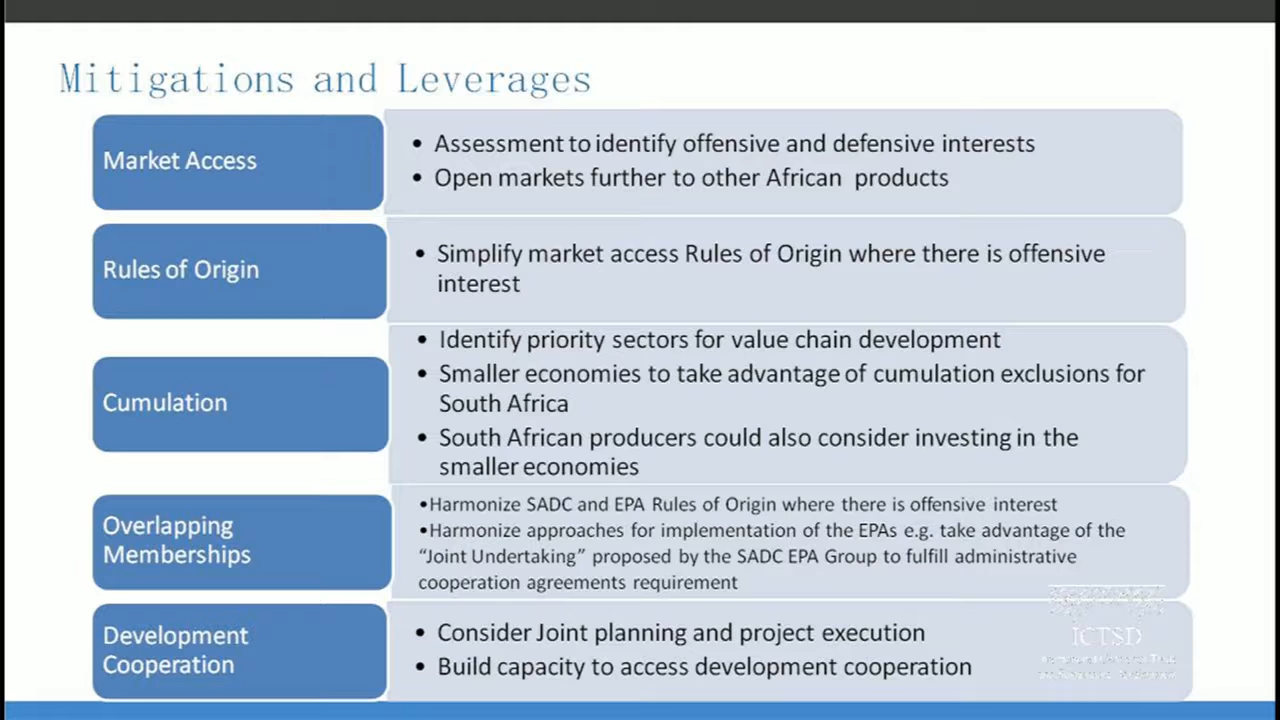 Mitigations and Leverages
Market Access
• Assessment to identify offensive and defensive interests
• Open markets further to other African products
Rules of Origin
• Simplify market access Rules of Origin where there is offensive
interest
Cumulation
• Identify priority sectors for value chain development
• Smaller economies to take advantage of cumulation exclusions for
South Africa
• South African producers could also consider investing in the
smaller economies
Overlapping
Memberships
•Harmonize SADC and EPA Rules of Origin where there is offensive interest
•Harmonize approaches for implementation of the EPAs e.g. take advantage of the
“Joint Undertaking” proposed by the SADC EPA Group to fulfill administrative
cooperation agreements requirement
Development
Cooperation
• Consider Joint planning and project execution
• Build capacity to access development cooperation
ICTSD